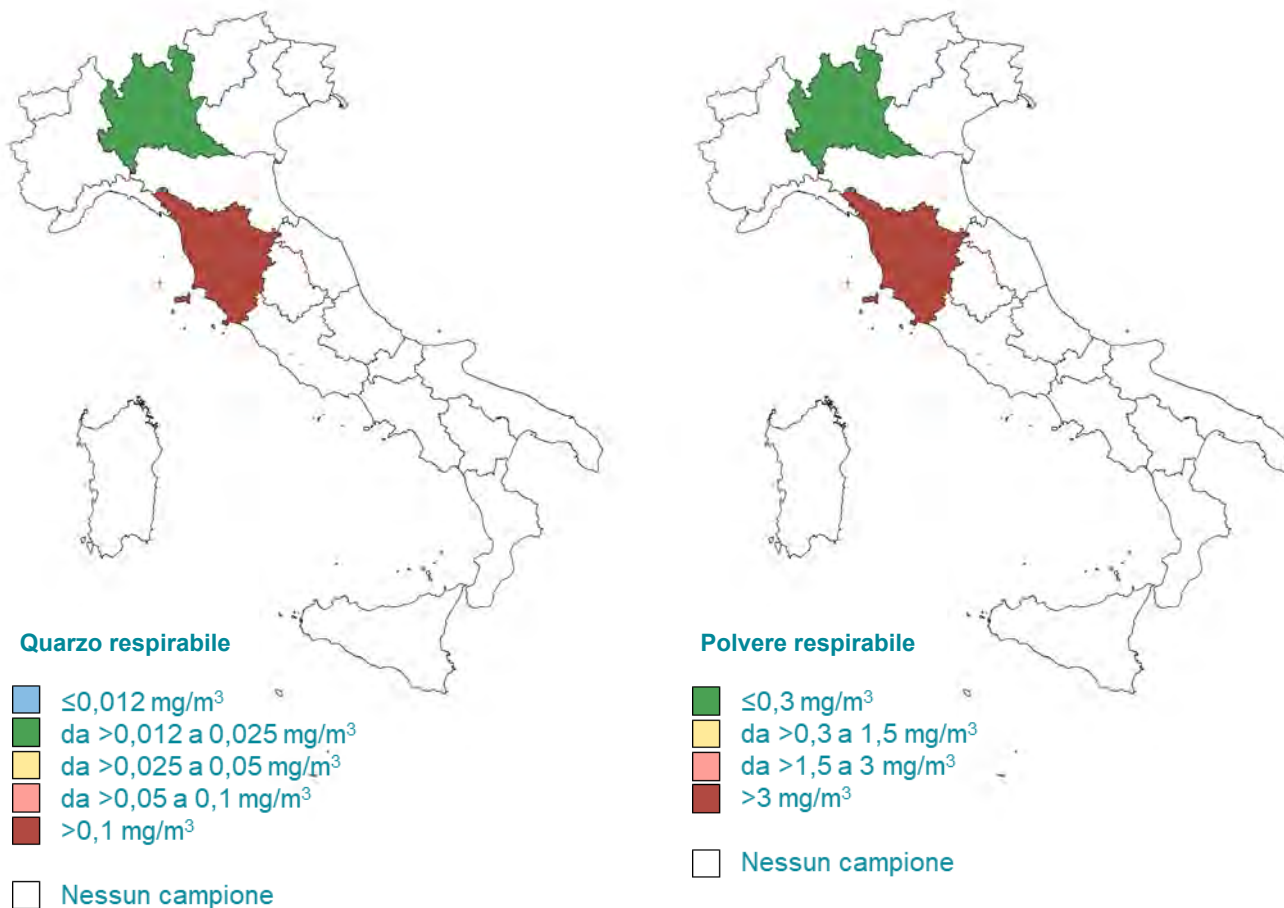 Quarzo respirabile
≤0,012 mg/m³
da >0,012 a 0,025 mg/m³
da >0,025 a 0,05 mg/m³
da >0,05 a 0,1 mg/m³
>0,1 mg/m³
Nessun campione
Polvere respirabile
≤0,3 mg/m³
da >0,3 a 1,5 mg/m³
da >1,5 a 3 mg/m³
>3 mg/m³
Nessun campione